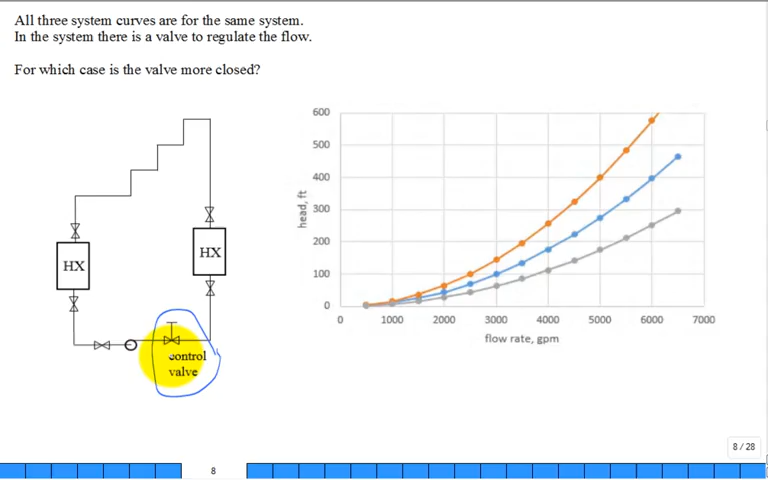 All three system curves are for the same system.
In the system there is a valve to regulate the flow.
For which case is the valve more closed?
HX
HX
control
valve
600
500
400
300
200
100
0
head, ft
0 1000 2000 3000 4000 5000 6000 7000
flow rate, gpm
8 / 28
8